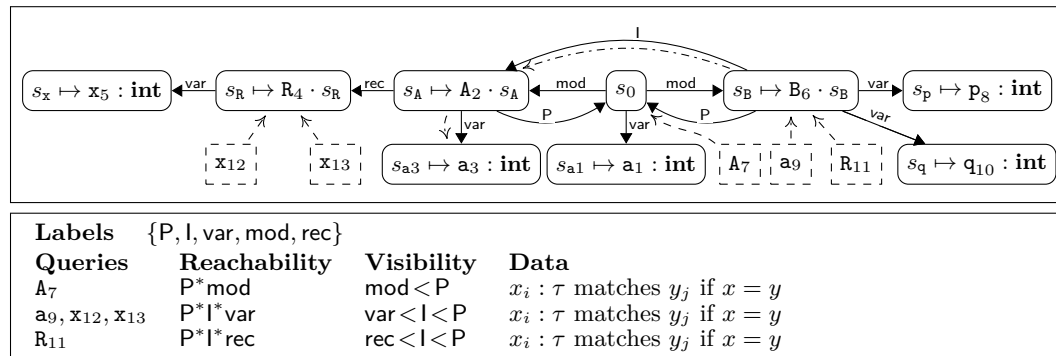 I
s_x ↦ x_5 : int var s_R ↦ R_4 · s_R rec s_A ↦ A_2 · s_A mod s_0 mod s_B ↦ B_6 · s_B var s_p ↦ p_8 : int
var P var P var
x_12 x_13 s_a3 ↦ a_3 : int s_a1 ↦ a_1 : int A_7 a_9 R_11 s_q ↦ q_10 : int
Labels {P, I, var, mod, rec}
Queries Reachability Visibility Data
A_7 P*mod mod < P x_i : τ matches y_j if x = y
a_9, x_12, x_13 P*I*var var < I < P x_i : τ matches y_j if x = y
R_11 P*I*rec rec < I < P x_i : τ matches y_j if x = y